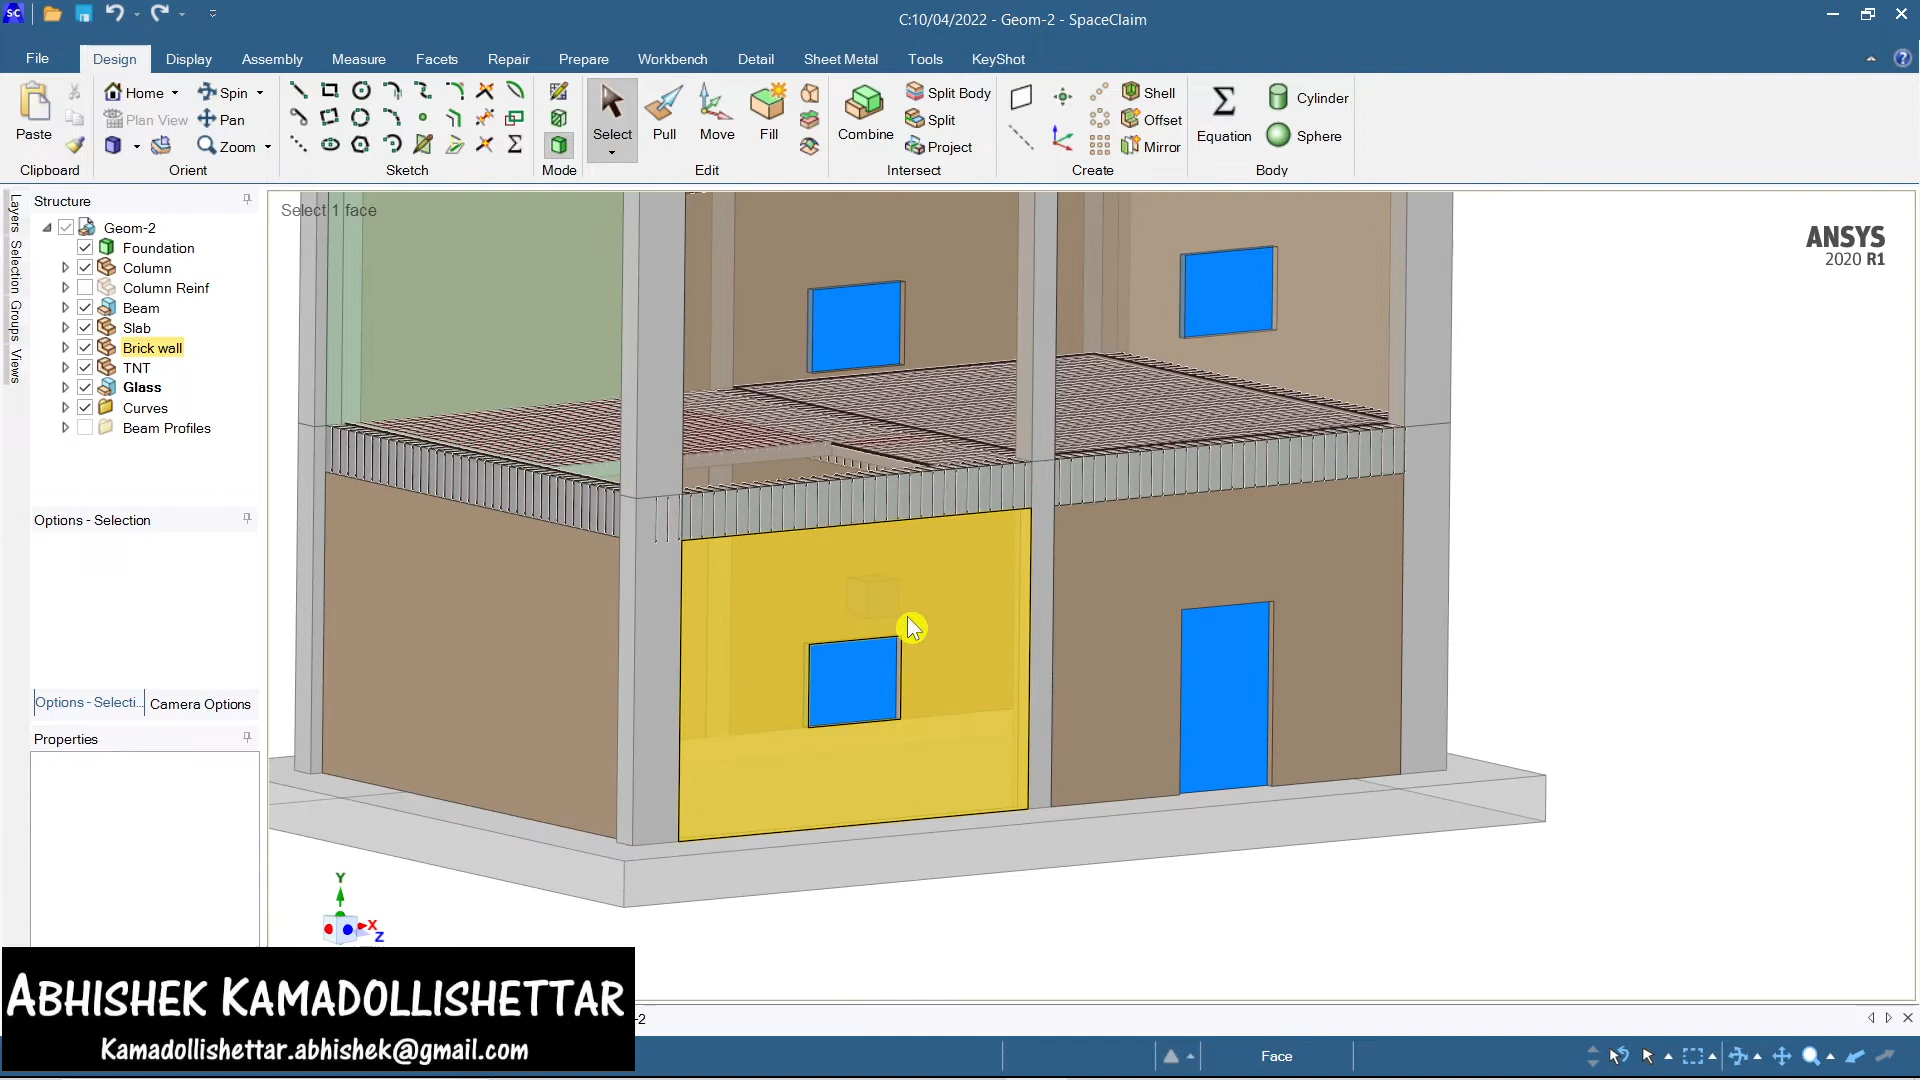 C:10/04/2022 - Geom-2 - SpaceClaim
File
Design
Display
Assembly
Measure
Facets
Repair
Prepare
Workbench
Detail
Sheet Metal
Tools
KeyShot
Paste
Clipboard
Home
Spin
Plan View
Pan
Zoom
Orient
Sketch
Mode
Select
Pull
Move
Fill
Edit
Combine
Split Body
Split
Project
Intersect
Shell
Offset
Mirror
Create
Equation
Cylinder
Sphere
Body
Layers
Selection
Groups
Views
Structure
Geom-2
Foundation
Column
Column Reinf
Beam
Slab
Brick wall
TNT
Glass
Curves
Beam Profiles
Options - Selection
Options - Selecti...
Camera Options
Properties
Select 1 face
ANSYS
2020 R1
Y
X
Z
-2
Face
ABHISHEK KAMADOLLISHETTAR
Kamadollishettar.abhishek@gmail.com